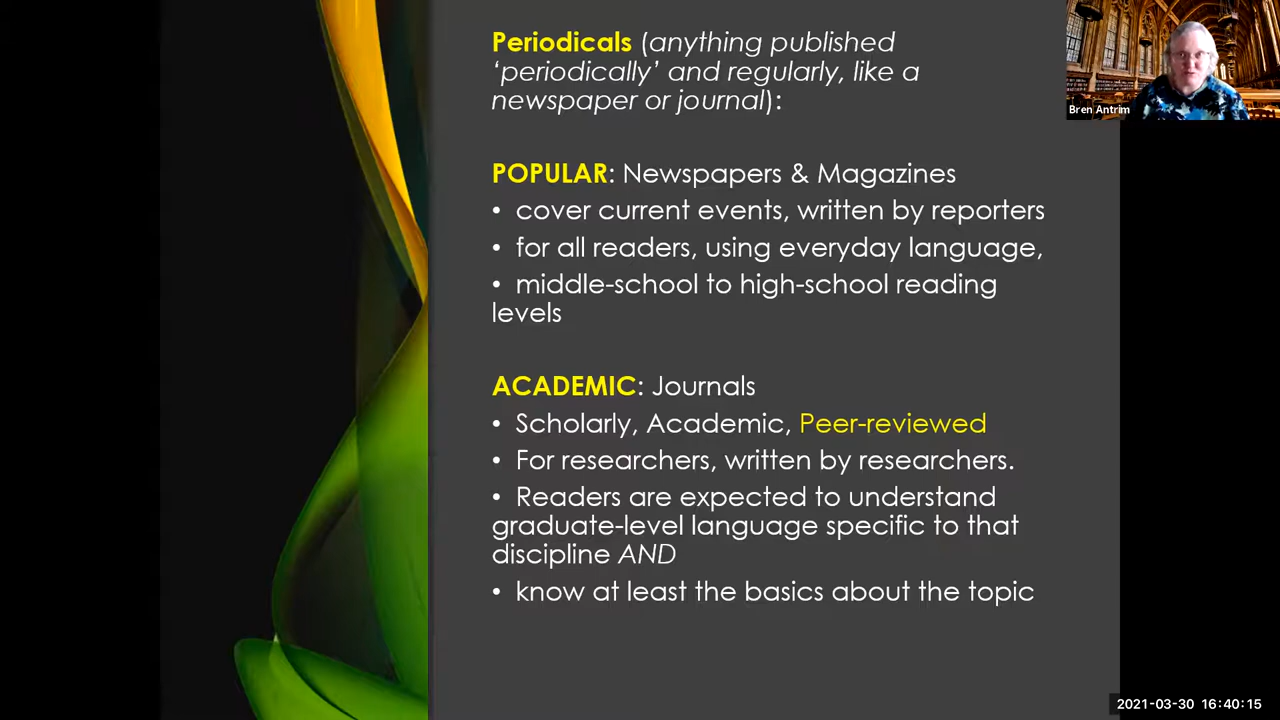 Periodicals (anything published
‘periodically’ and regularly, like a
newspaper or journal):
POPULAR: Newspapers & Magazines
• cover current events, written by reporters
• for all readers, using everyday language,
• middle-school to high-school reading
levels
ACADEMIC: Journals
• Scholarly, Academic, Peer-reviewed
• For researchers, written by researchers.
• Readers are expected to understand
graduate-level language specific to that
discipline AND
• know at least the basics about the topic
Bren Antrim
2021-03-30 16:40:15